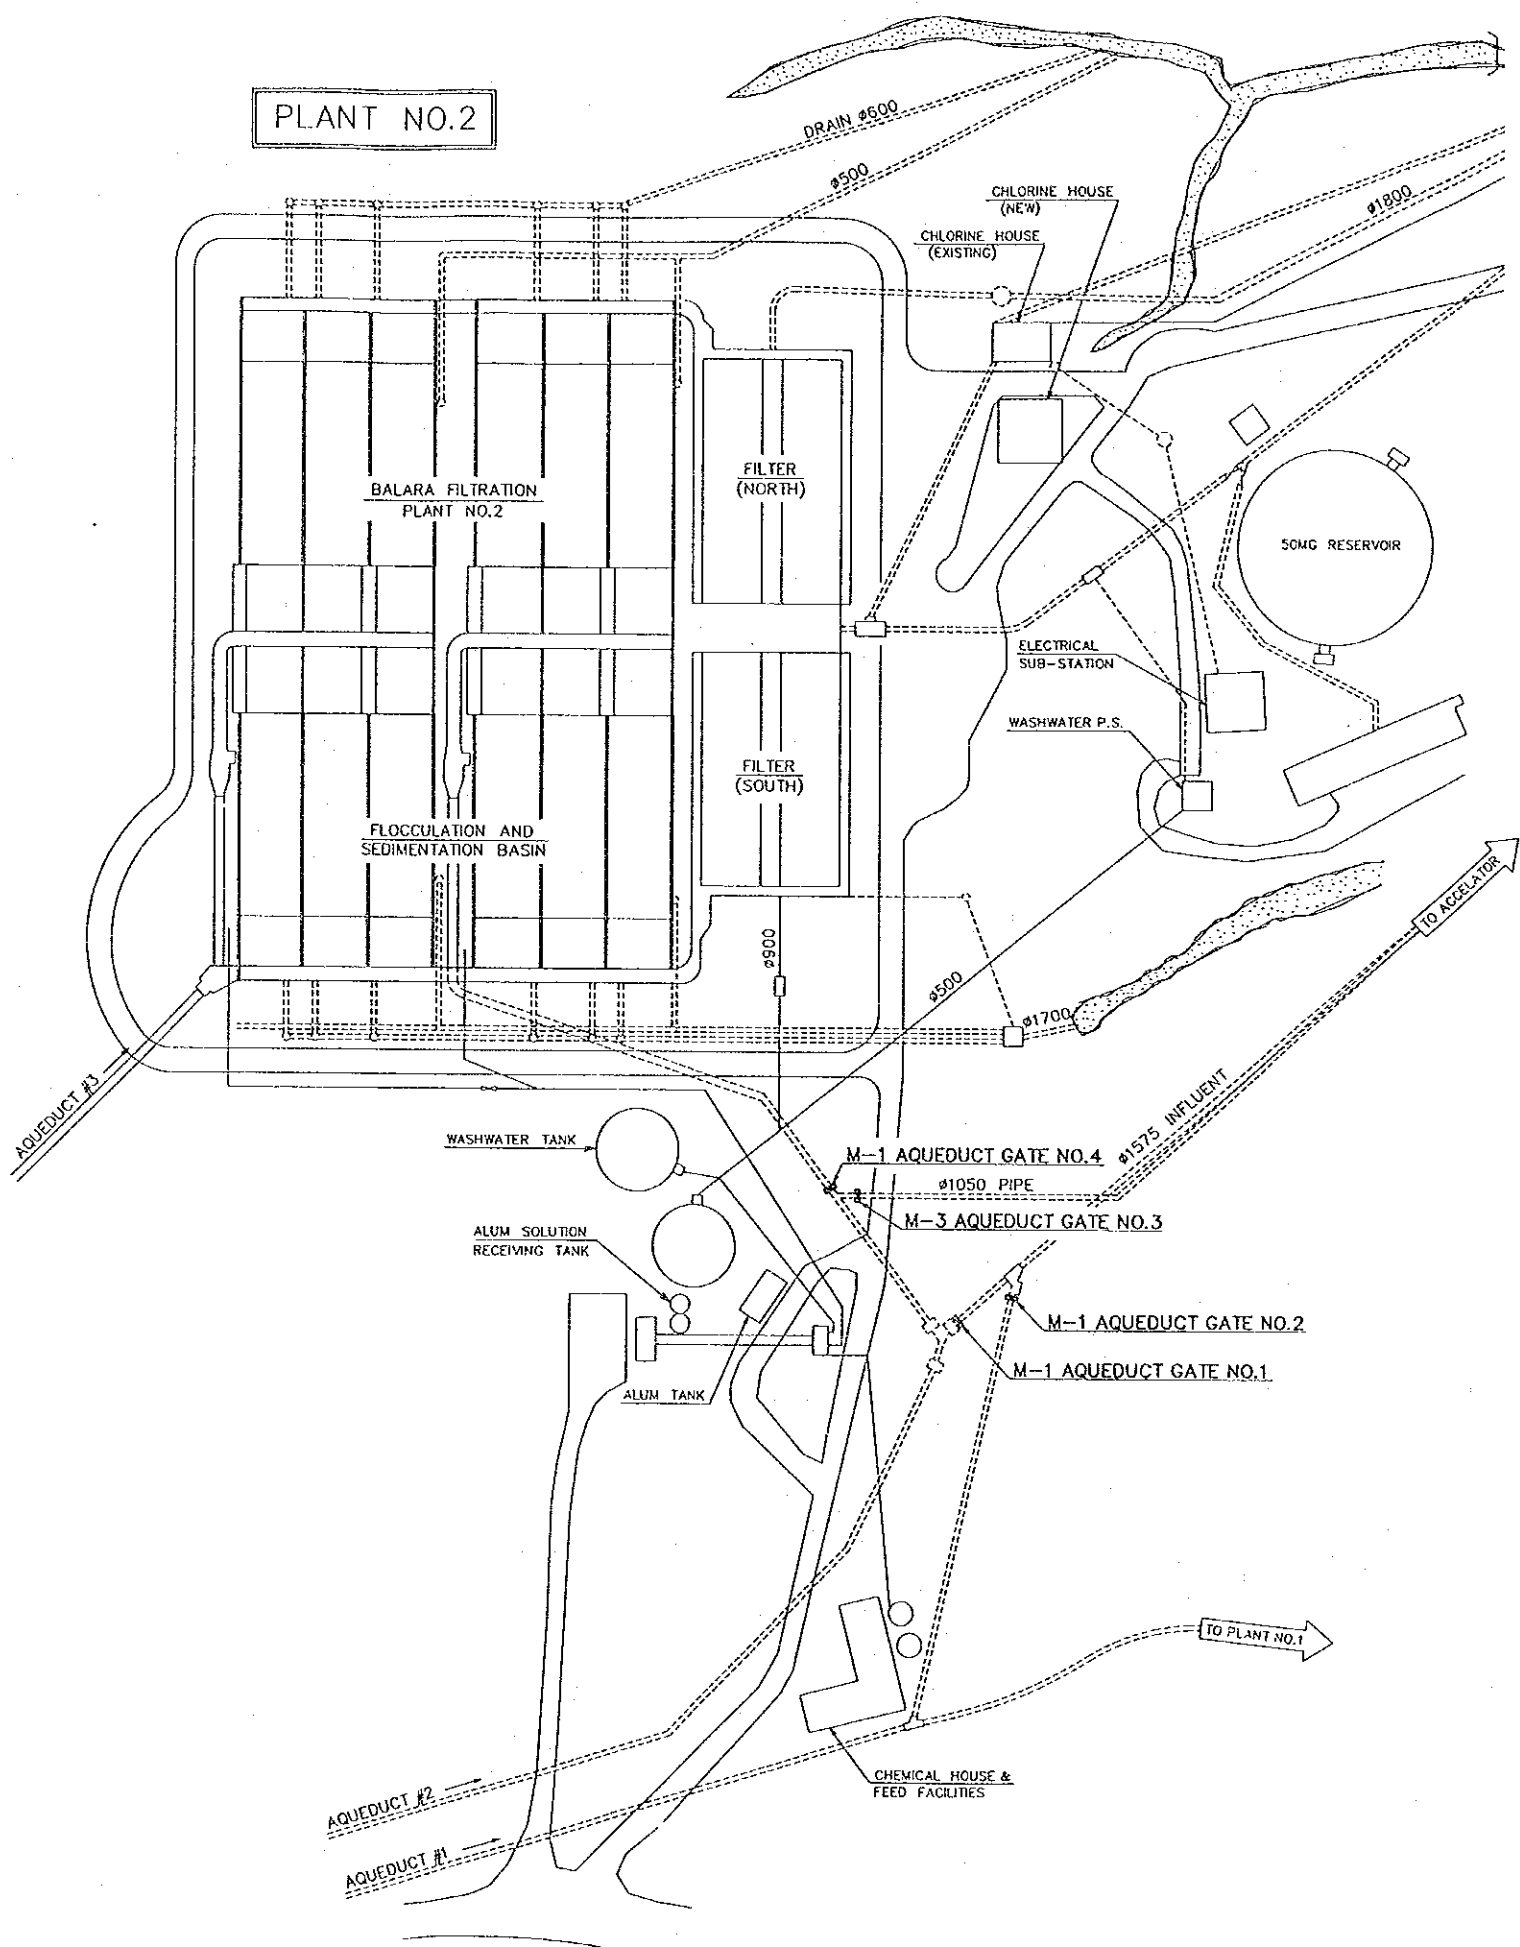 PLANT NO.2
DRAIN ø600
ø500
CHLORINE HOUSE
(NEW)
CHLORINE HOUSE
(EXISTING)
ø1800
FILTER
(NORTH)
BALARA FILTRATION
PLANT NO.2
50MG RESERVOIR
ELECTRICAL
SUB-STATION
WASHWATER P.S.
FILTER
(SOUTH)
FLOCCULATION AND
SEDIMENTATION BASIN
TO ACCELATOR
ø900
ø500
ø1700
AQUEDUCT #3
ø1575 INFLUENT
WASHWATER TANK
M-1 AQUEDUCT GATE NO.4
ø1050 PIPE
M-3 AQUEDUCT GATE NO.3
ALUM SOLUTION
RECEIVING TANK
M-1 AQUEDUCT GATE NO.2
M-1 AQUEDUCT GATE NO.1
ALUM TANK
TO PLANT NO.1
CHEMICAL HOUSE &
FEED FACILITIES
AQUEDUCT #2
AQUEDUCT #1